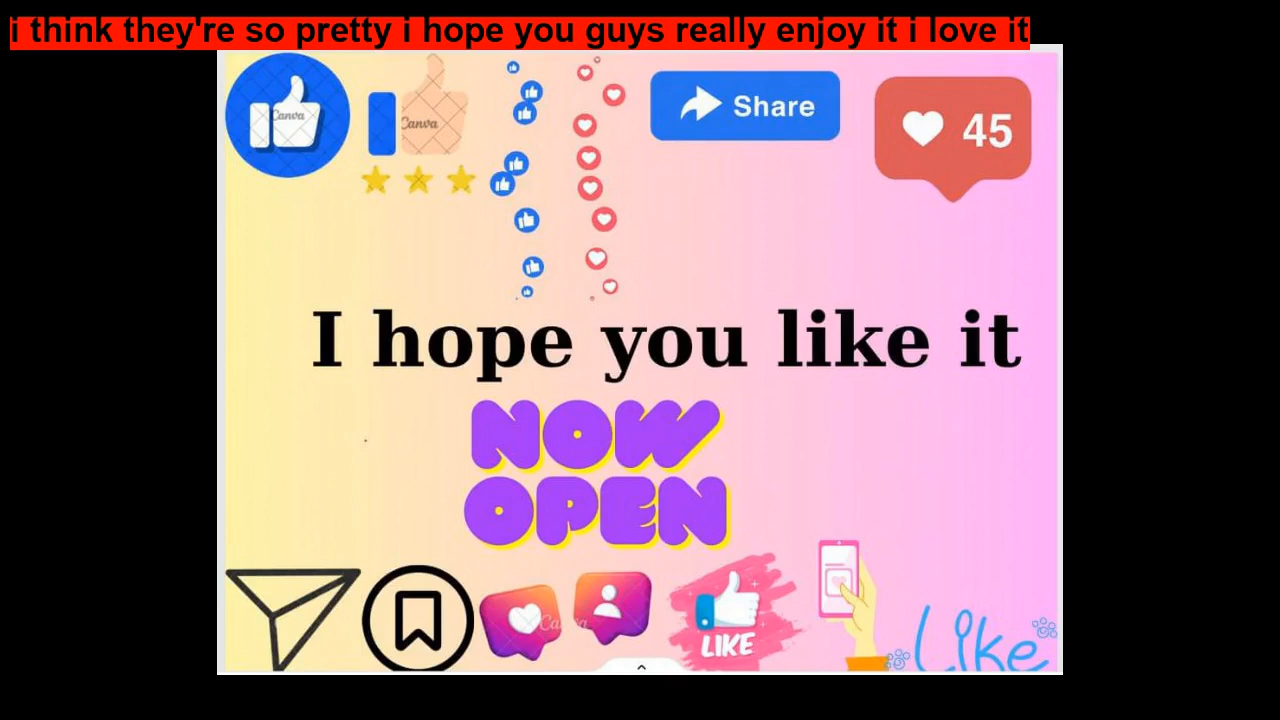 i think they're so pretty i hope you guys really enjoy it i love it
Canva
Canva
Share
45
I hope you like it
NOW
OPEN
Canva
LIKE
Like